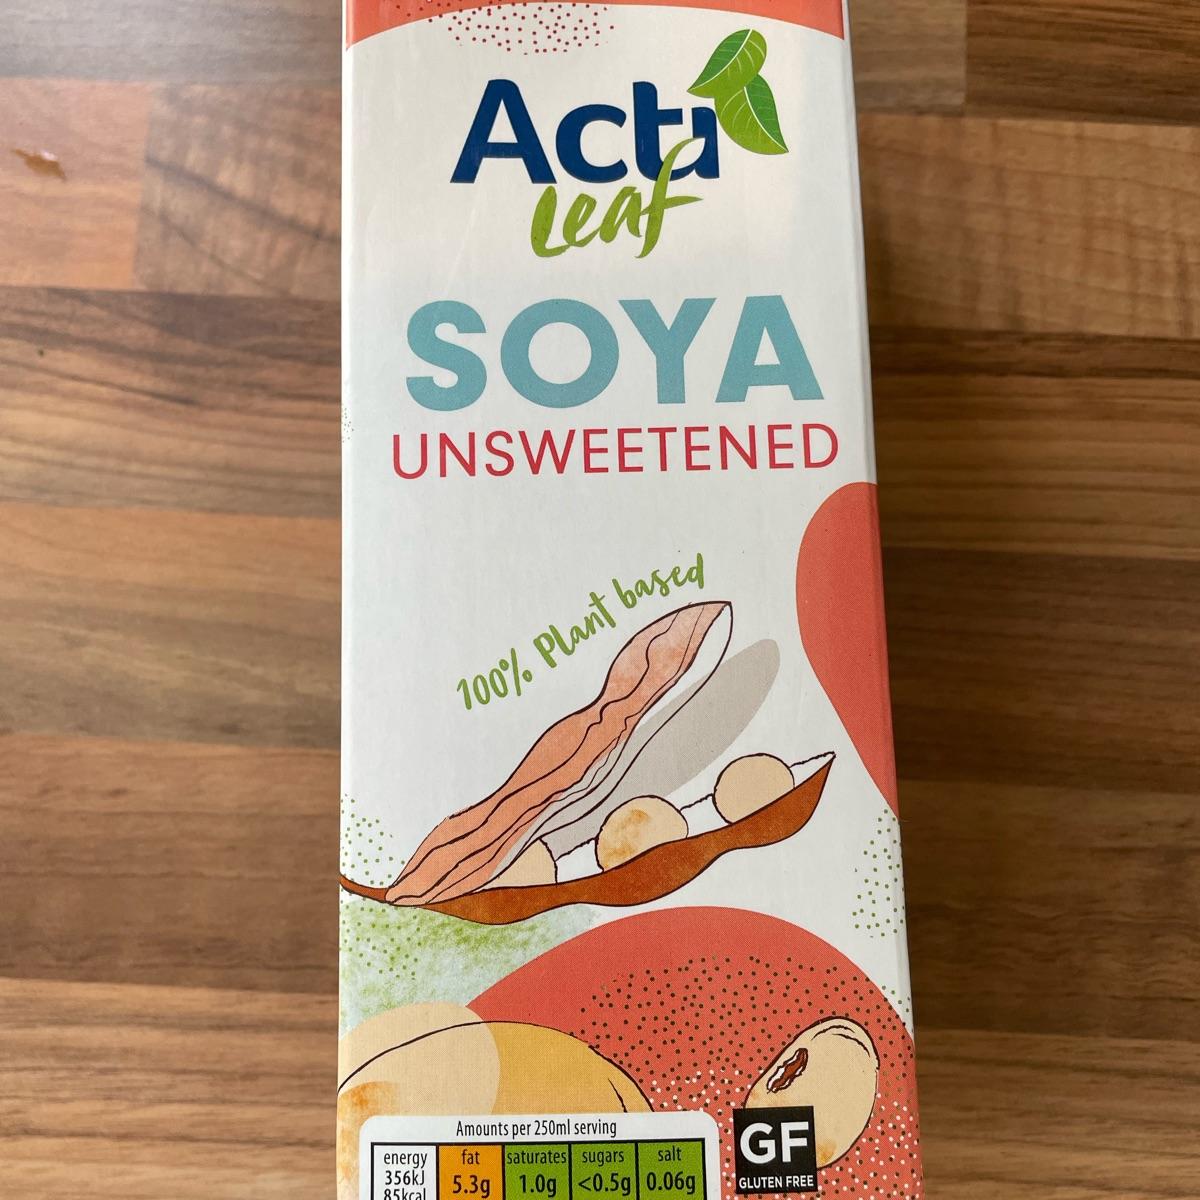 Acti
Leaf
SOYA
UNSWEETENED
100% Plant based
Amounts per 250ml serving
energy fat saturates sugars salt
356kJ 5.3g 1.0g <0.5g 0.06g
85kcal
GF
GLUTEN FREE